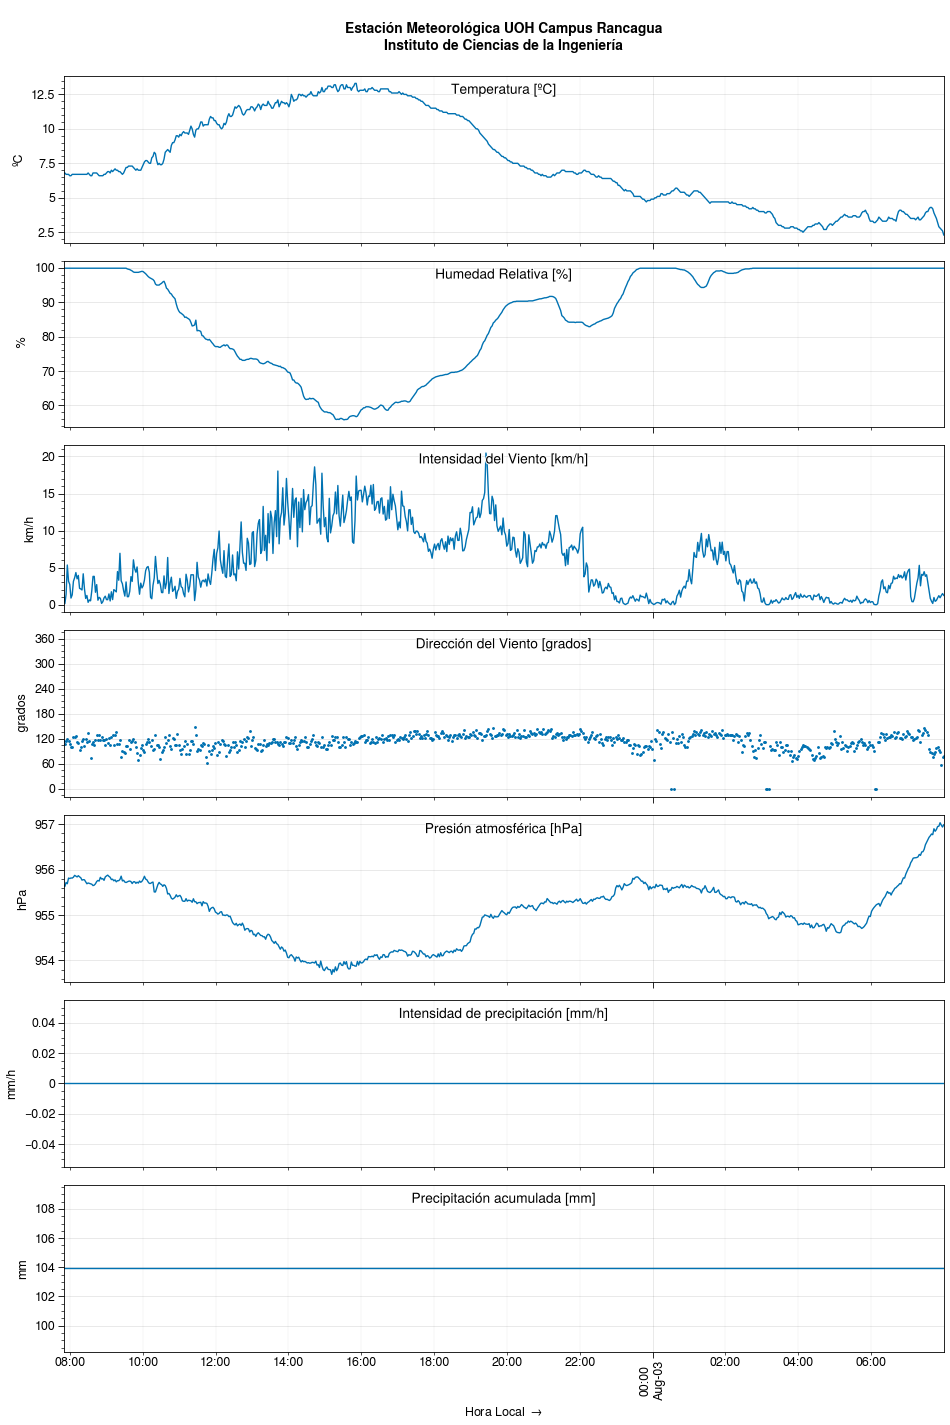 Estación Meteorológica UOH Campus Rancagua
Instituto de Ciencias de la Ingeniería
Temperatura [ºC]
ºC
12.5
10
7.5
5
2.5
Humedad Relativa [%]
%
100
90
80
70
60
Intensidad del Viento [km/h]
km/h
20
15
10
5
0
Dirección del Viento [grados]
grados
360
300
240
180
120
60
0
Presión atmosférica [hPa]
hPa
957
956
955
954
Intensidad de precipitación [mm/h]
mm/h
0.04
0.02
0
−0.02
−0.04
Precipitación acumulada [mm]
mm
108
106
104
102
100
08:00 10:00 12:00 14:00 16:00 18:00 20:00 22:00 00:00 02:00 04:00 06:00
Aug-03
Hora Local →